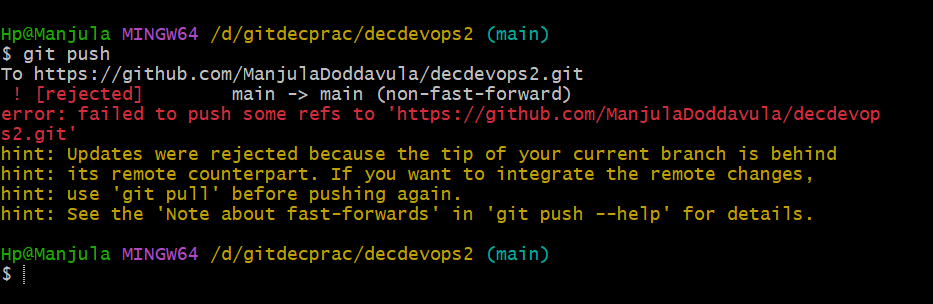 Hp@Manjula MINGW64 /d/gitdecprac/decdevops2 (main)
$ git push
To https://github.com/ManjulaDoddavula/decdevops2.git
 ! [rejected]        main -> main (non-fast-forward)
error: failed to push some refs to 'https://github.com/ManjulaDoddavula/decdevop
s2.git'
hint: Updates were rejected because the tip of your current branch is behind
hint: its remote counterpart. If you want to integrate the remote changes,
hint: use 'git pull' before pushing again.
hint: See the 'Note about fast-forwards' in 'git push --help' for details.
Hp@Manjula MINGW64 /d/gitdecprac/decdevops2 (main)
$